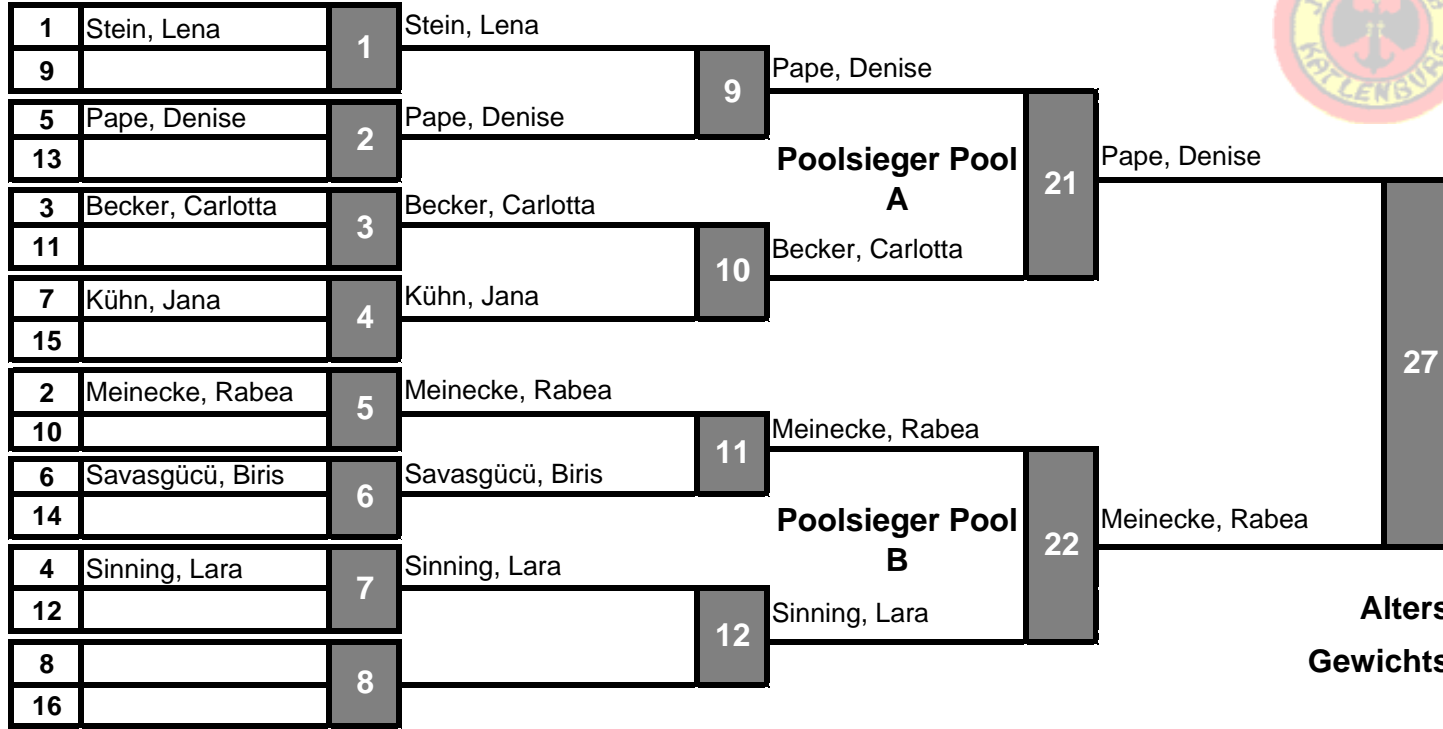 1 Stein, Lena 1 Stein, Lena
9 9 Pape, Denise
5 Pape, Denise 2 Pape, Denise
13 Poolsieger Pool A 21 Pape, Denise
3 Becker, Carlotta 3 Becker, Carlotta
11 10 Becker, Carlotta
7 Kühn, Jana 4 Kühn, Jana
15
27
2 Meinecke, Rabea 5 Meinecke, Rabea
10 11 Meinecke, Rabea
6 Savasgücü, Biris 6 Savasgücü, Biris
14 Poolsieger Pool B 22 Meinecke, Rabea
4 Sinning, Lara 7 Sinning, Lara
12 12 Sinning, Lara
8 8
16
Alters
Gewichts
KATLENBURG